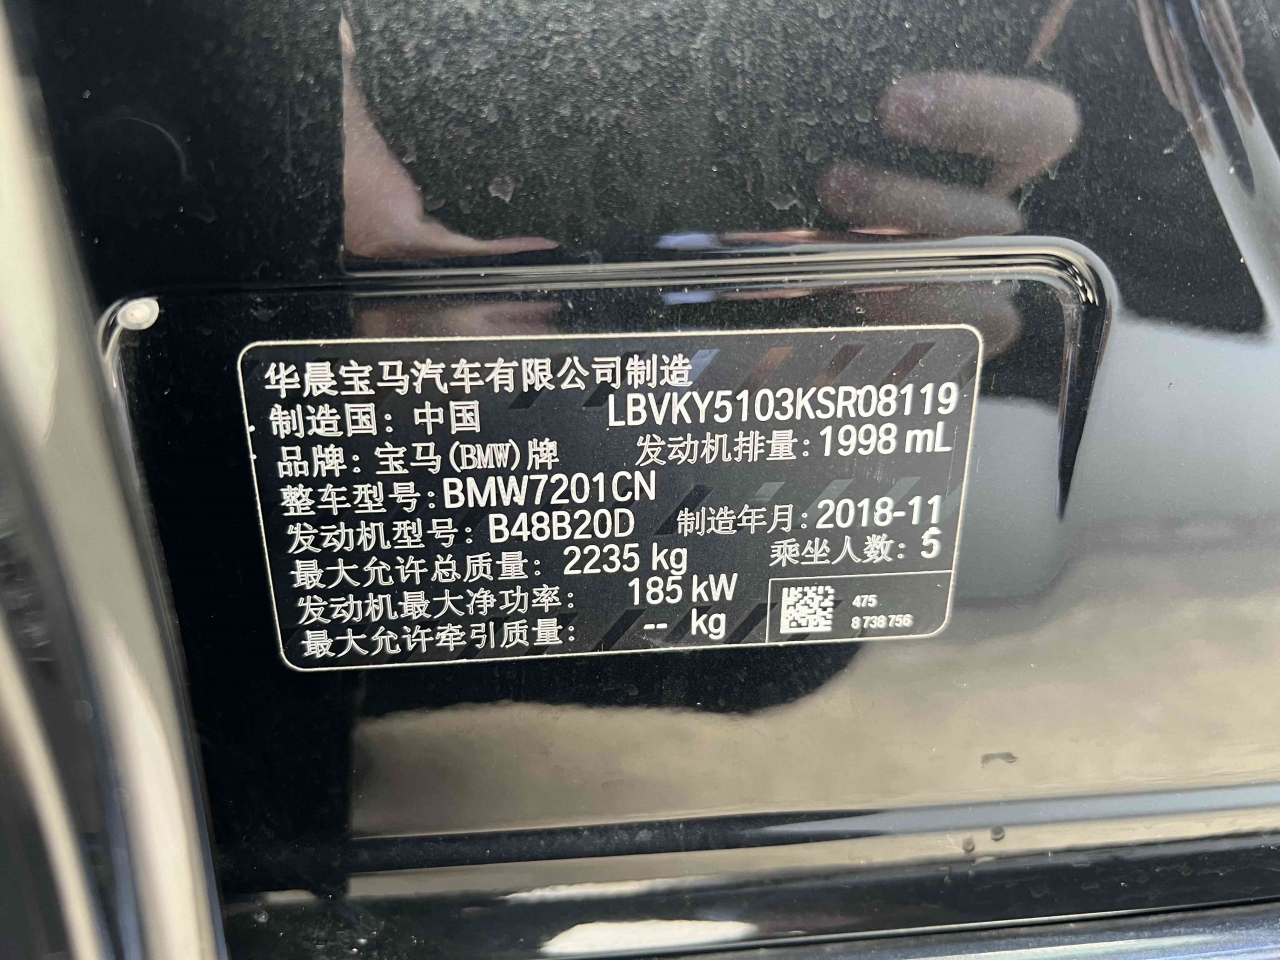 华晨宝马汽车有限公司制造
制造国：中国 LBVKY5103KSR08119
品牌：宝马(BMW)牌 发动机排量：1998 mL
整车型号：BMW7201CN
发动机型号：B48B20D 制造年月：2018-11
最大允许总质量：2235 kg 乘坐人数：5
发动机最大净功率：185 kW
最大允许牵引质量：-- kg
475
8 738 756